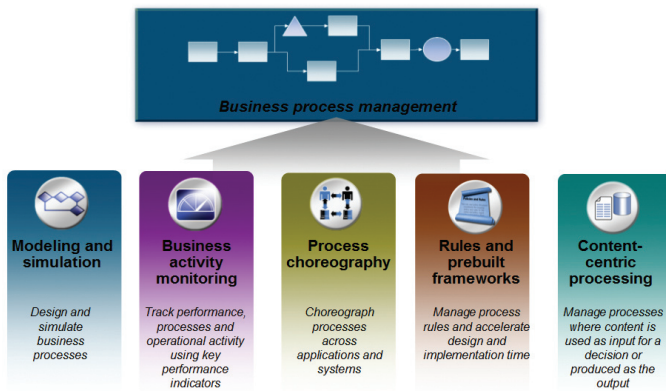 Business process management
Modeling and
simulation
Design and
simulate
business
processes
Business
activity
monitoring
Track performance,
processes and
operational activity
using key
performance
indicators
Process
choreography
Choreograph
processes
across
applications and
systems
Rules and
prebuilt
frameworks
Manage process
rules and accelerate
design and
implementation time
Content-
centric
processing
Manage processes
where content is
used as input for a
decision or
produced as the
output